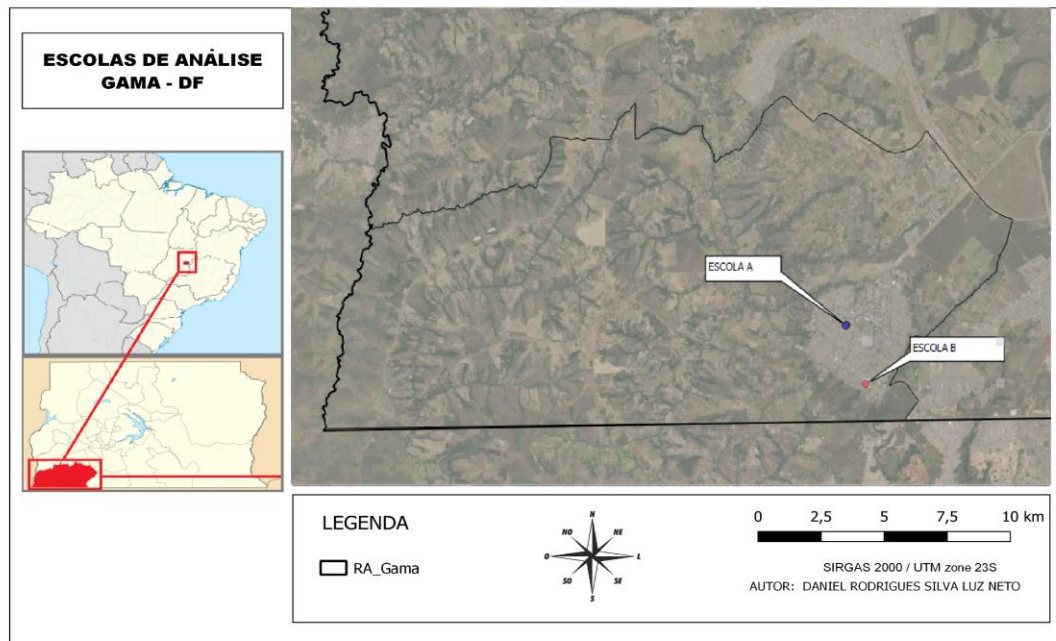 ESCOLAS DE ANÁLISE
GAMA - DF
ESCOLA A
ESCOLA B
LEGENDA
RA_Gama
N
NO
NE
O
L
SO
SE
S
0 2,5 5 7,5 10 km
SIRGAS 2000 / UTM zone 23S
AUTOR: DANIEL RODRIGUES SILVA LUZ NETO